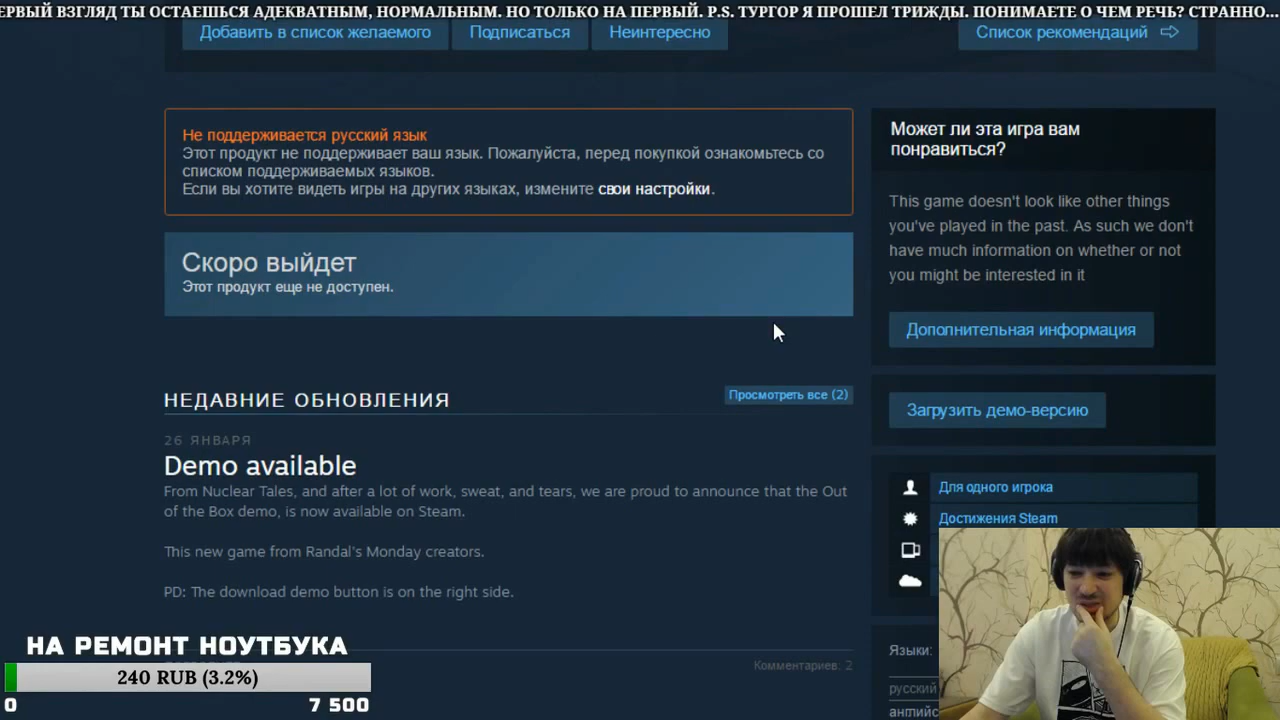 ЕРВЫЙ ВЗГЛЯД ТЫ ОСТАЕШЬСЯ АДЕКВАТНЫМ, НОРМАЛЬНЫМ. НО ТОЛЬКО НА ПЕРВЫЙ. P.S. ТУРГОР Я ПРОШЕЛ ТРИЖДЫ. ПОНИМАЕТЕ О ЧЕМ РЕЧЬ? СТРАННО...
Добавить в список желаемого
Подписаться
Неинтересно
Список рекомендаций
Не поддерживается русский язык
Этот продукт не поддерживает ваш язык. Пожалуйста, перед покупкой ознакомьтесь со
списком поддерживаемых языков.
Если вы хотите видеть игры на других языках, измените свои настройки.
Скоро выйдет
Этот продукт еще не доступен.
НЕДАВНИЕ ОБНОВЛЕНИЯ
Просмотреть все (2)
26 ЯНВАРЯ
Demo available
From Nuclear Tales, and after a lot of work, sweat, and tears, we are proud to announce that the Out
of the Box demo, is now available on Steam.
This new game from Randal's Monday creators.
PD: The download demo button is on the right side.
Комментариев: 2
Может ли эта игра вам
понравиться?
This game doesn't look like other things
you've played in the past. As such we don't
have much information on whether or not
you might be interested in it
Дополнительная информация
Загрузить демо-версию
Для одного игрока
Достижения Steam
Языки:
русский
английс
НА РЕМОНТ НОУТБУКА
240 RUB (3.2%)
0
7 500